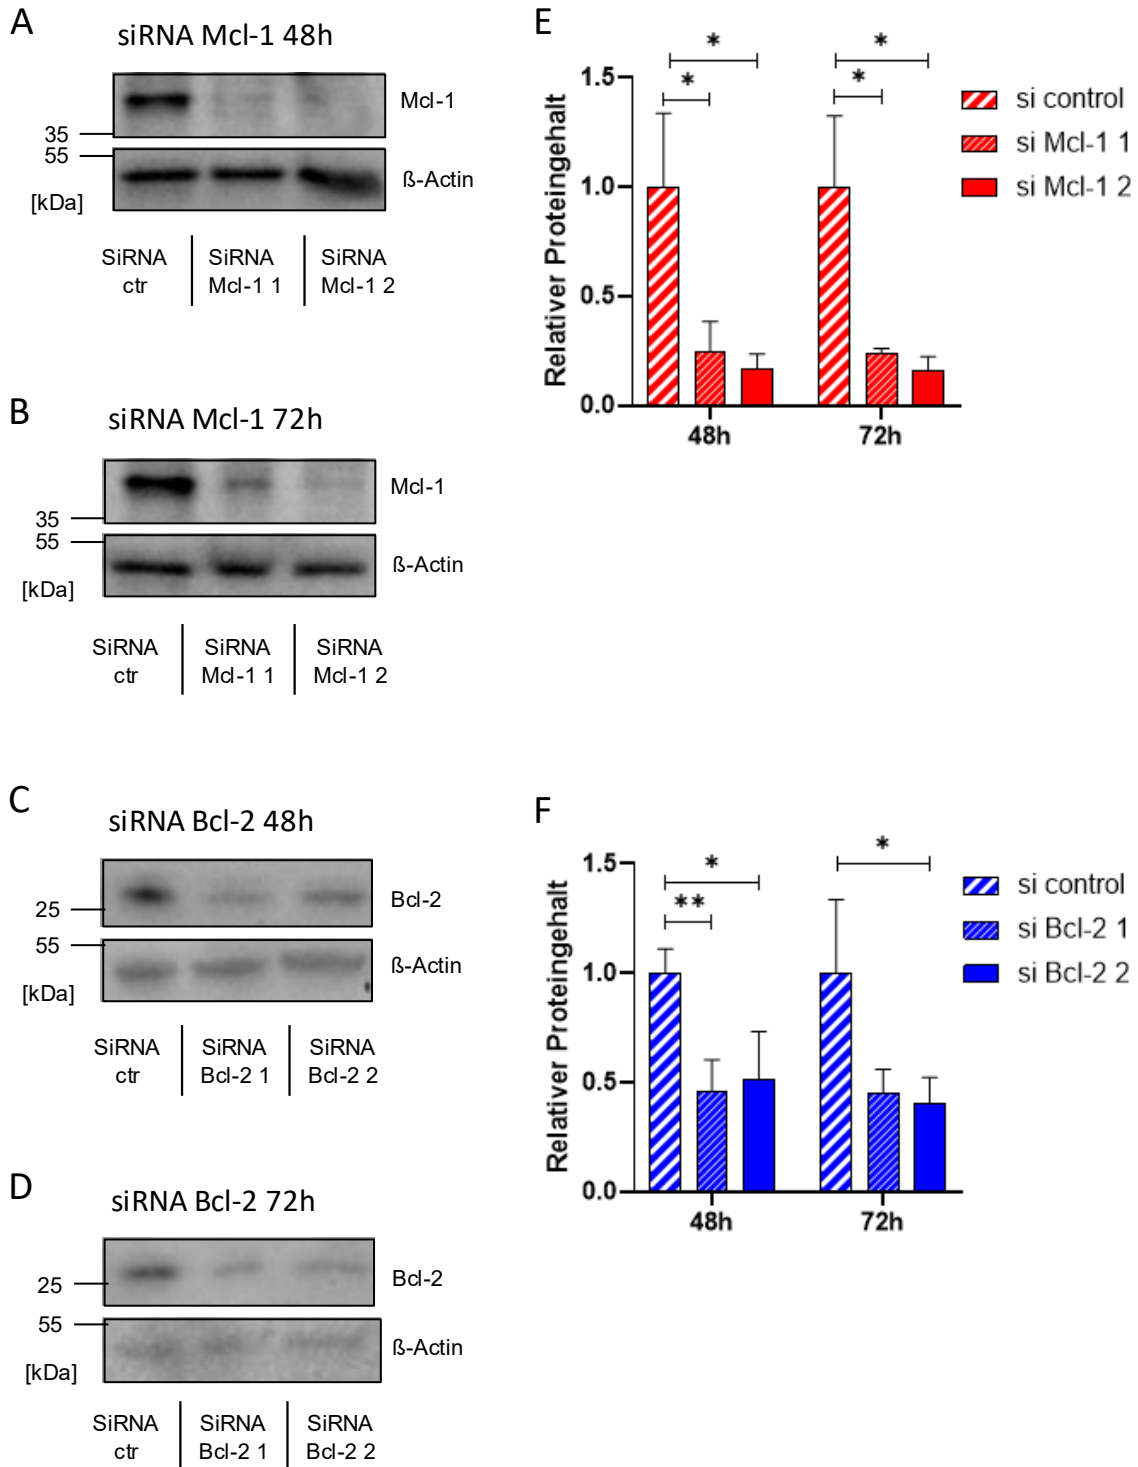 A
siRNA Mcl-1 48h
Mcl-1
35
55
ß-Actin
[kDa]
SiRNA
ctr
SiRNA
Mcl-1 1
SiRNA
Mcl-1 2
B
siRNA Mcl-1 72h
Mcl-1
35
55
ß-Actin
[kDa]
SiRNA
ctr
SiRNA
Mcl-1 1
SiRNA
Mcl-1 2
C
siRNA Bcl-2 48h
Bcl-2
25
55
ß-Actin
[kDa]
SiRNA
ctr
SiRNA
Bcl-2 1
SiRNA
Bcl-2 2
D
siRNA Bcl-2 72h
Bcl-2
25
55
ß-Actin
[kDa]
SiRNA
ctr
SiRNA
Bcl-2 1
SiRNA
Bcl-2 2
E
Relativer Proteingehalt
1.5
1.0
0.5
0.0
*
*
*
*
48h
72h
si control
si Mcl-1 1
si Mcl-1 2
F
Relativer Proteingehalt
1.5
1.0
0.5
0.0
*
**
*
48h
72h
si control
si Bcl-2 1
si Bcl-2 2